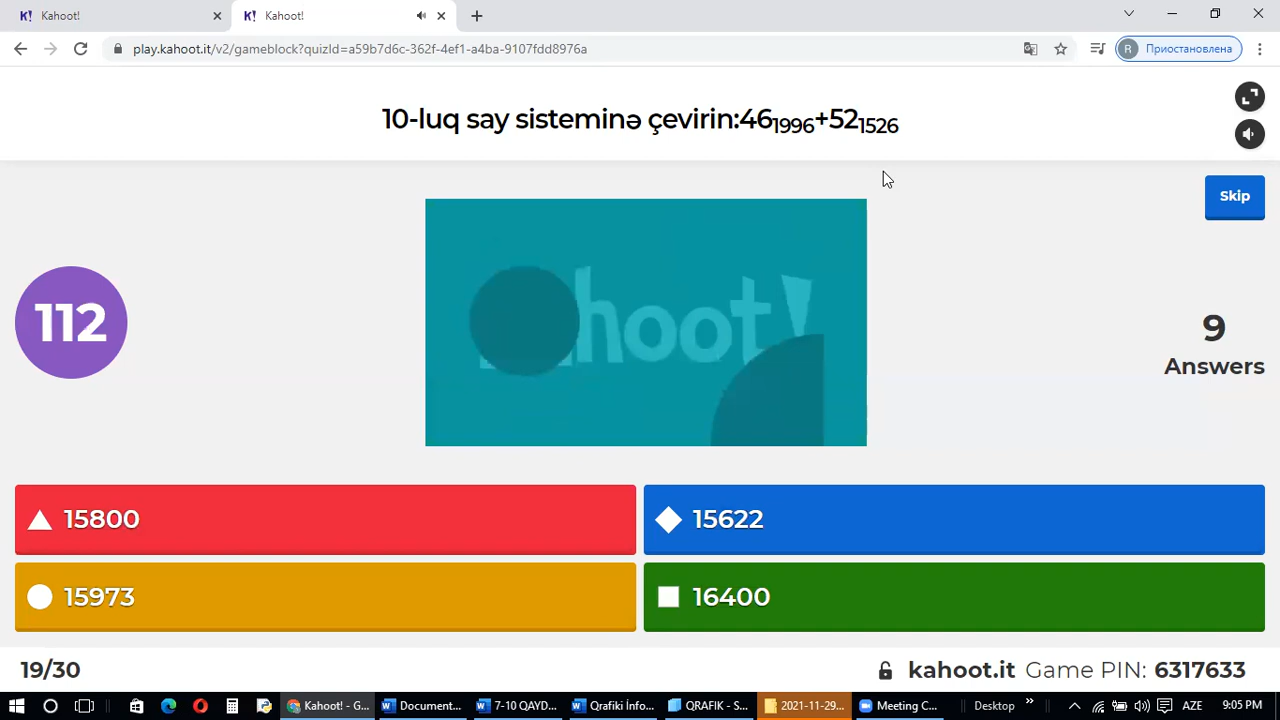 Kahoot!
Kahoot!
play.kahoot.it/v2/gameblock?quizId=a59b7d6c-362f-4ef1-a4ba-9107fdd8976a
R Приостановлена
10-luq say sisteminə çevirin:46₁₉₉₆+52₁₅₂₆
Skip
112
hoot!
9
Answers
15800
15622
15973
16400
19/30
kahoot.it Game PIN: 6317633
Kahoot! - G...
Document...
7-10 QAYD...
Qrafiki İnfo...
QRAFIK - S...
2021-11-29...
Meeting C...
Desktop
AZE
9:05 PM